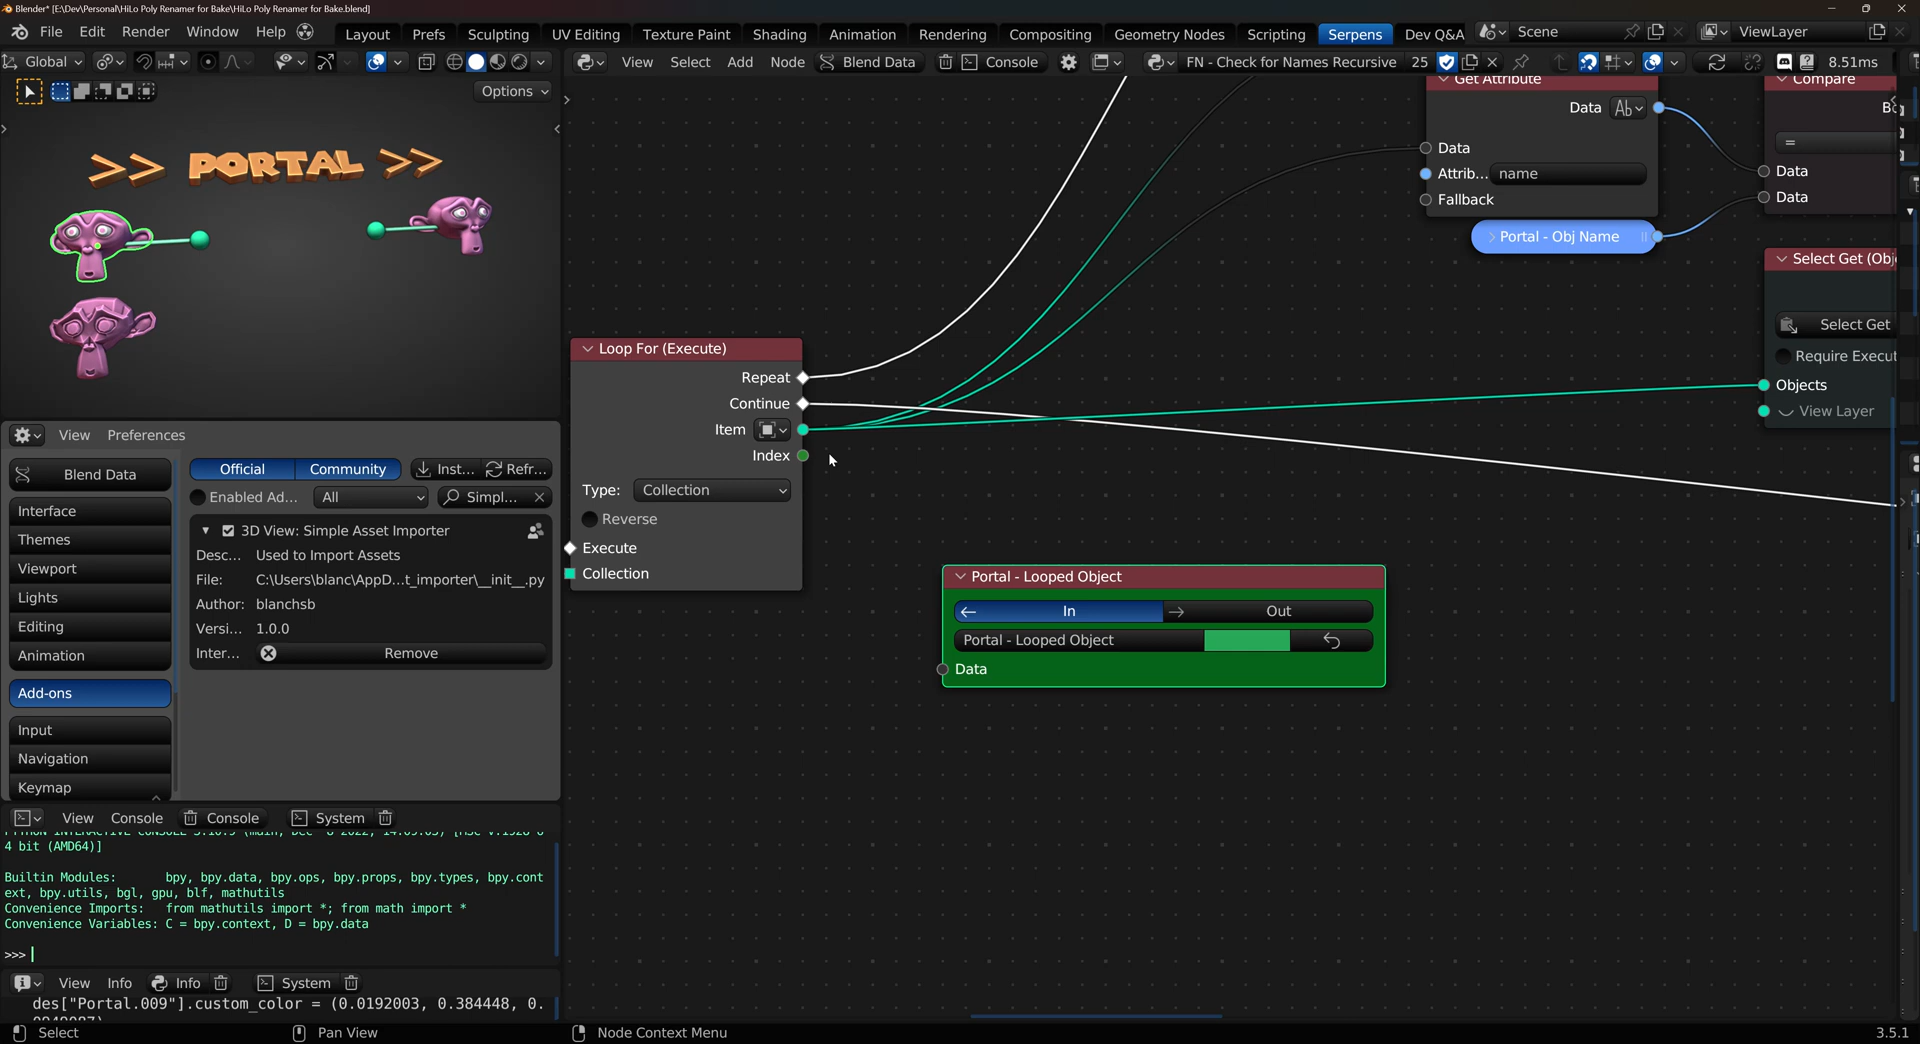 Blender* [E:\Dev\Personal\HiLo Poly Renamer for Bake\HiLo Poly Renamer for Bake.blend]
File Edit Render Window Help Layout Prefs Sculpting UV Editing Texture Paint Shading Animation Rendering Compositing Geometry Nodes Scripting Serpens Dev Q&A Scene ViewLayer
Global View Select Add Node Blend Data Console FN - Check for Names Recursive 25 8.51ms
Options
>> PORTAL >>
Get Attribute
Data Ab
Data
Attrib... name
Fallback
Portal - Obj Name
Compare
Bo
=
Data
Data
Select Get (Obje
Select Get
Require Execut
Objects
View Layer
Loop For (Execute)
Repeat
Continue
Item
Index
Type: Collection
Reverse
Execute
Collection
Portal - Looped Object
In Out
Portal - Looped Object
Data
View Preferences
Blend Data
Interface
Themes
Viewport
Lights
Editing
Animation
Add-ons
Input
Navigation
Keymap
Official Community Inst... Refr...
Enabled Ad... All Simpl...
3D View: Simple Asset Importer
Desc... Used to Import Assets
File: C:\Users\blanc\AppD...t_importer\__init__.py
Author: blanchsb
Versi... 1.0.0
Inter... Remove
View Console Console System
4 bit (AMD64)]
Builtin Modules: bpy, bpy.data, bpy.ops, bpy.props, bpy.types, bpy.cont
ext, bpy.utils, bgl, gpu, blf, mathutils
Convenience Imports: from mathutils import *; from math import *
Convenience Variables: C = bpy.context, D = bpy.data
>>>
View Info Info System
des["Portal.009"].custom_color = (0.0192003, 0.384448, 0.
Select Pan View Node Context Menu 3.5.1